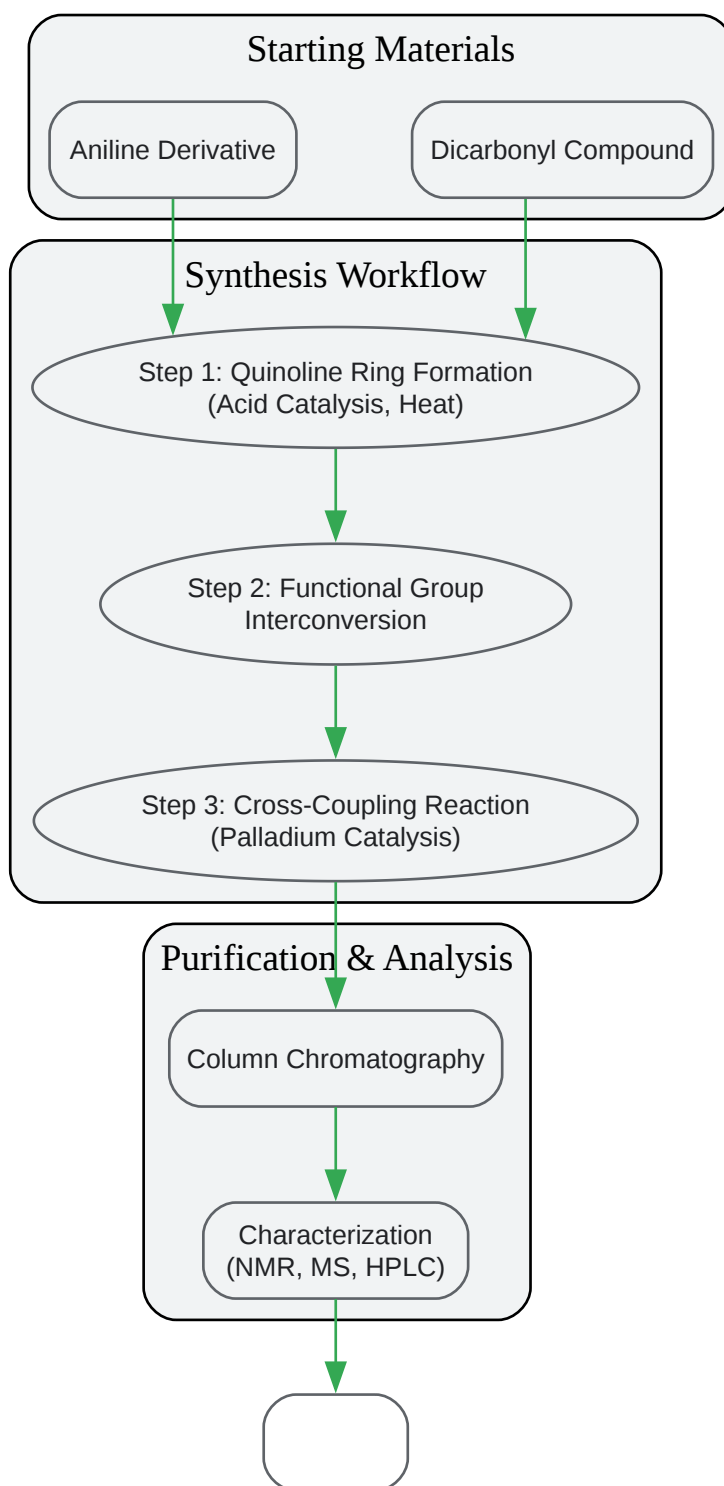 Starting Materials
Aniline Derivative
Dicarbonyl Compound
Synthesis Workflow
Step 1: Quinoline Ring Formation
(Acid Catalysis, Heat)
Step 2: Functional Group
Interconversion
Step 3: Cross-Coupling Reaction
(Palladium Catalysis)
Purification & Analysis
Column Chromatography
Characterization
(NMR, MS, HPLC)